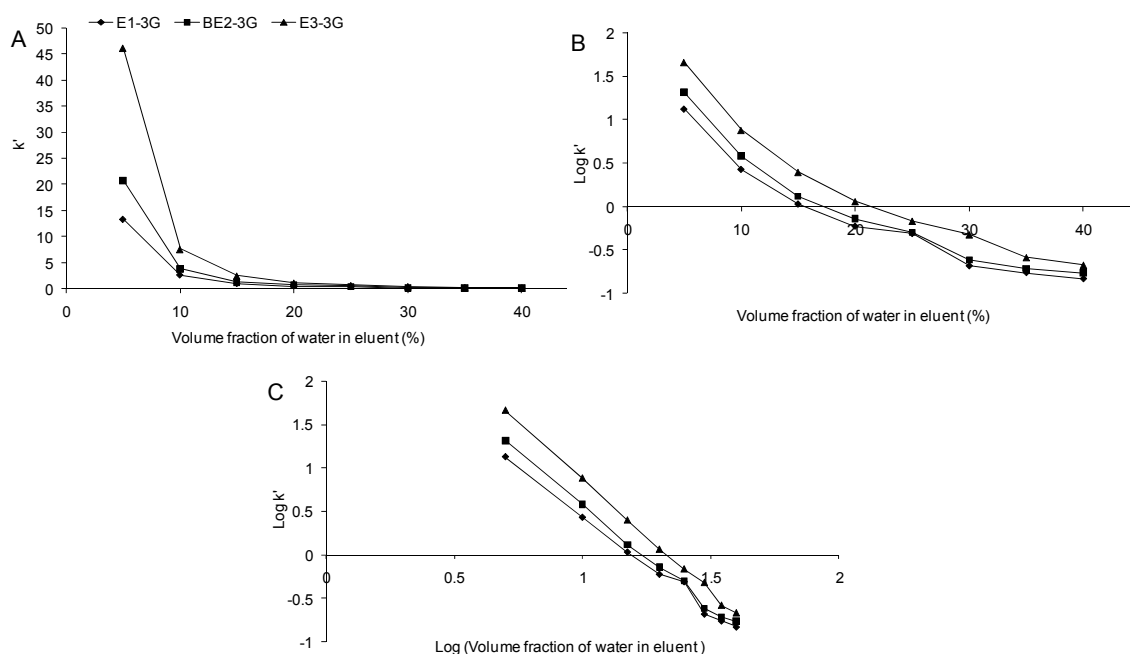 A
E1-3G BE2-3G E3-3G
50
45
40
35
30
25
20
15
10
5
0
k'
0 10 20 30 40
Volume fraction of water in eluent (%)
B
2
1.5
1
0.5
0
-0.5
-1
Log k'
0 10 20 30 40
Volume fraction of water in eluent (%)
C
2
1.5
1
0.5
0
-0.5
-1
Log k'
0 0.5 1 1.5 2
Log (Volume fraction of water in eluent )